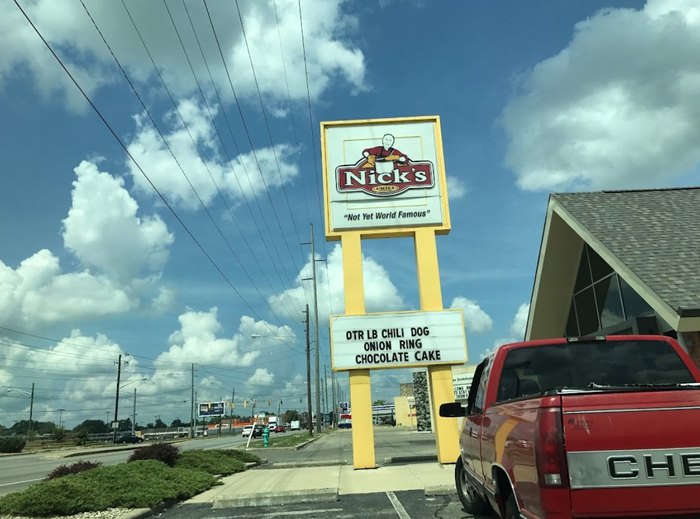 Nick's
CHILI
"Not Yet World Famous"
OTR LB CHILI DOG
ONION RING
CHOCOLATE CAKE
CHE